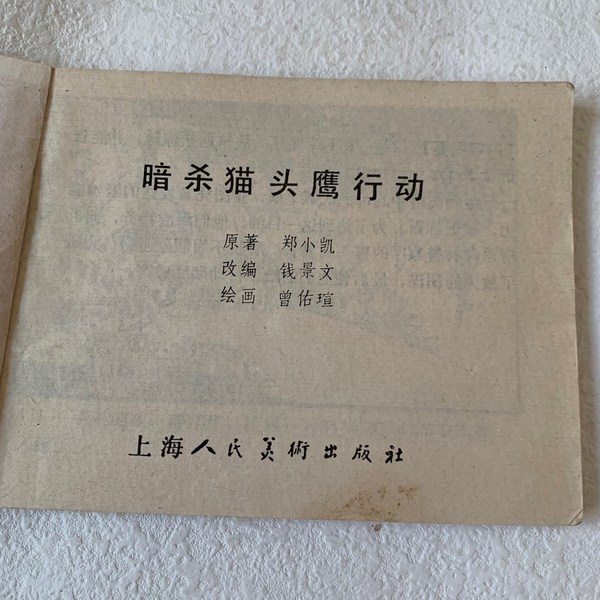 暗杀猫头鹰行动
原著 郑小凯
改编 钱景文
绘画 曾佑瑄
上海人民美術出版社